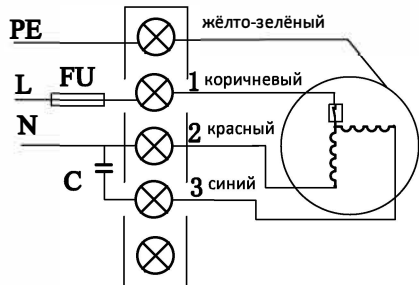 PE жёлто-зелёный
L FU 1 коричневый
N 2 красный
C 3 синий